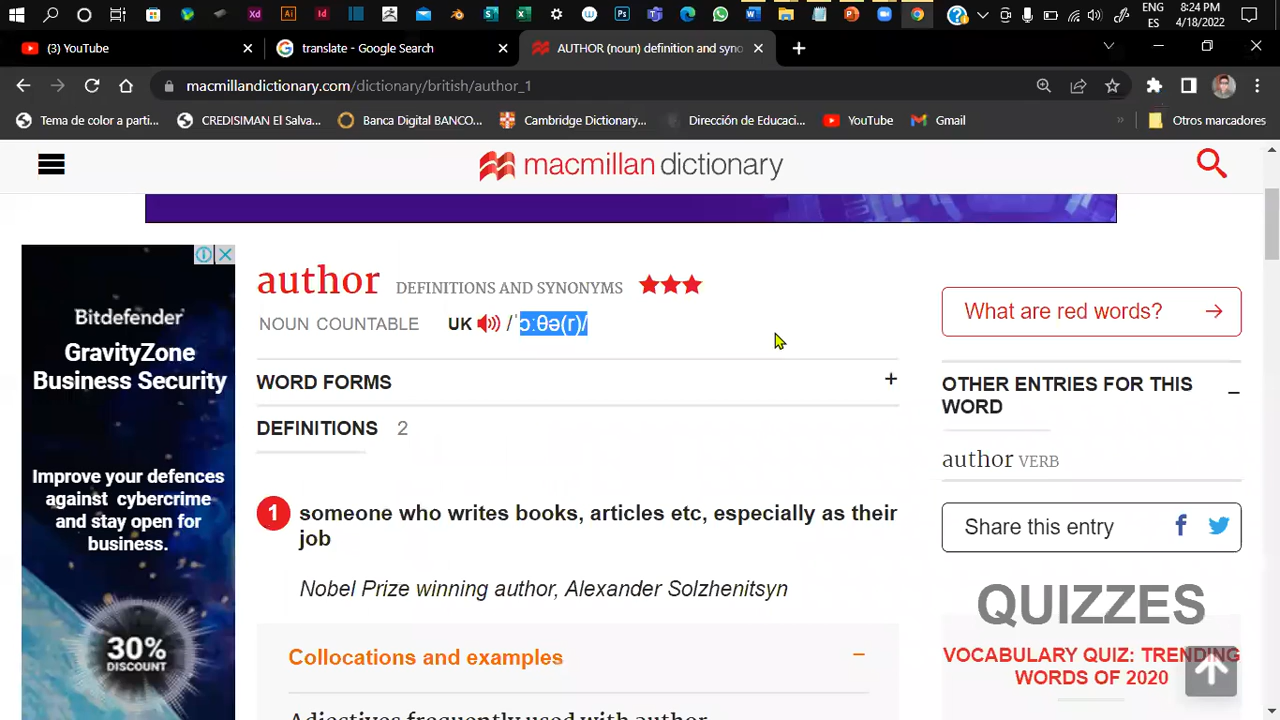 ENG
ES
8:24 PM
4/18/2022
(3) YouTube
translate - Google Search
AUTHOR (noun) definition and syno
macmillandictionary.com/dictionary/british/author_1
Tema de color a parti...
CREDISIMAN El Salva...
Banca Digital BANCO...
Cambridge Dictionary...
Dirección de Educaci...
YouTube
Gmail
»
Otros marcadores
macmillan dictionary
author DEFINITIONS AND SYNONYMS ★★★
NOUN COUNTABLE UK /ˈɔːθə(r)/
WORD FORMS +
DEFINITIONS 2
1 someone who writes books, articles etc, especially as their
job
Nobel Prize winning author, Alexander Solzhenitsyn
Collocations and examples −
Adjectives frequently used with author
Bitdefender
GravityZone
Business Security
Improve your defences
against cybercrime
and stay open for
business.
30%
DISCOUNT
What are red words? →
OTHER ENTRIES FOR THIS
WORD −
author VERB
Share this entry
QUIZZES
VOCABULARY QUIZ: TRENDING
WORDS OF 2020